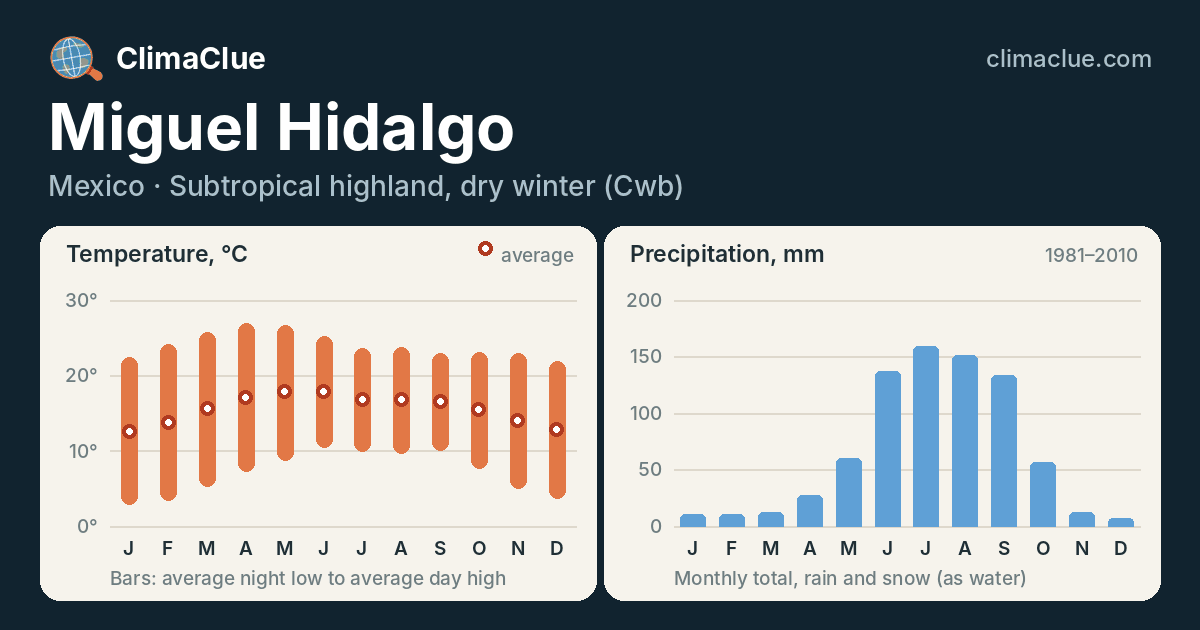 ClimaClue
climaclue.com
Miguel Hidalgo
Mexico · Subtropical highland, dry winter (Cwb)
Temperature, °C
average
30°
20°
10°
0°
J F M A M J J A S O N D
Bars: average night low to average day high
Precipitation, mm
1981–2010
200
150
100
50
0
J F M A M J J A S O N D
Monthly total, rain and snow (as water)